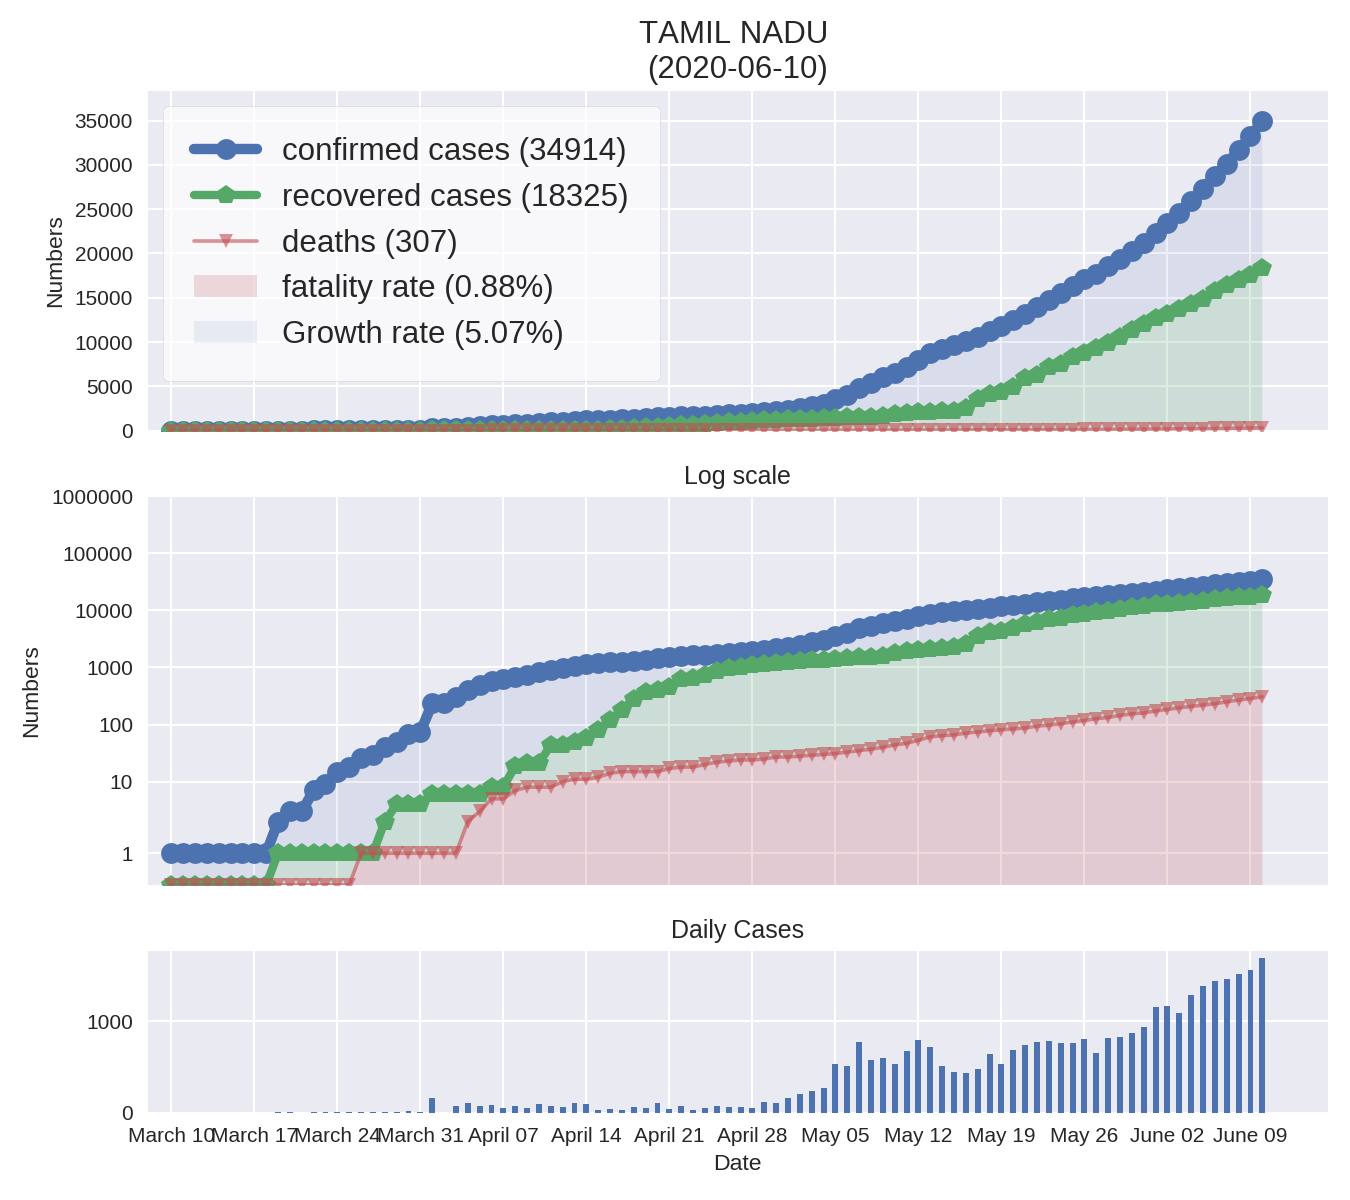 TAMIL NADU
(2020-06-10)
35000
30000
25000
20000
15000
10000
5000
0
Numbers
confirmed cases (34914)
recovered cases (18325)
deaths (307)
fatality rate (0.88%)
Growth rate (5.07%)
Log scale
1000000
100000
10000
1000
100
10
1
Numbers
Daily Cases
1000
0
March 10 March 17 March 24 March 31 April 07 April 14 April 21 April 28 May 05 May 12 May 19 May 26 June 02 June 09
Date